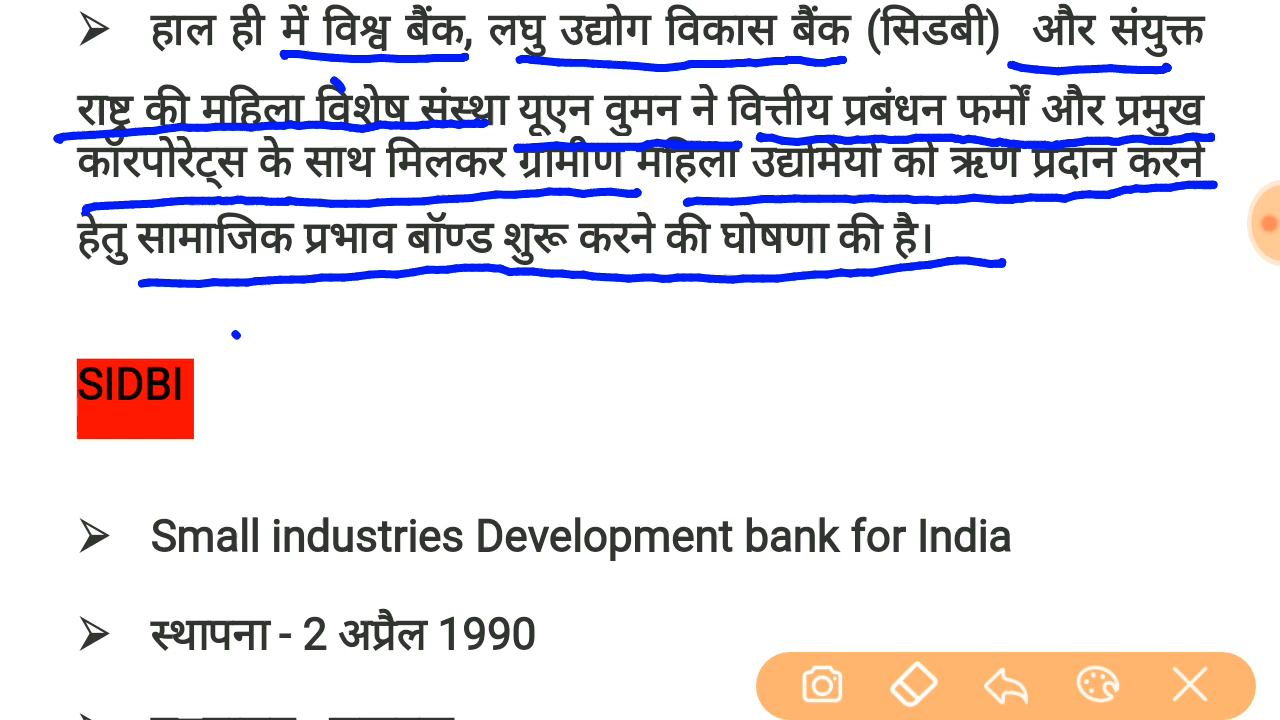 ➤ हाल ही में विश्व बैंक, लघु उद्योग विकास बैंक (सिडबी) और संयुक्त
राष्ट्र की महिला विशेष संस्था यूएन वुमन ने वित्तीय प्रबंधन फर्मों और प्रमुख
कॉरपोरेट्स के साथ मिलकर ग्रामीण महिला उद्यमियों को ऋण प्रदान करने
हेतु सामाजिक प्रभाव बॉण्ड शुरू करने की घोषणा की है।
SIDBI
➤ Small industries Development bank for India
➤ स्थापना - 2 अप्रैल 1990